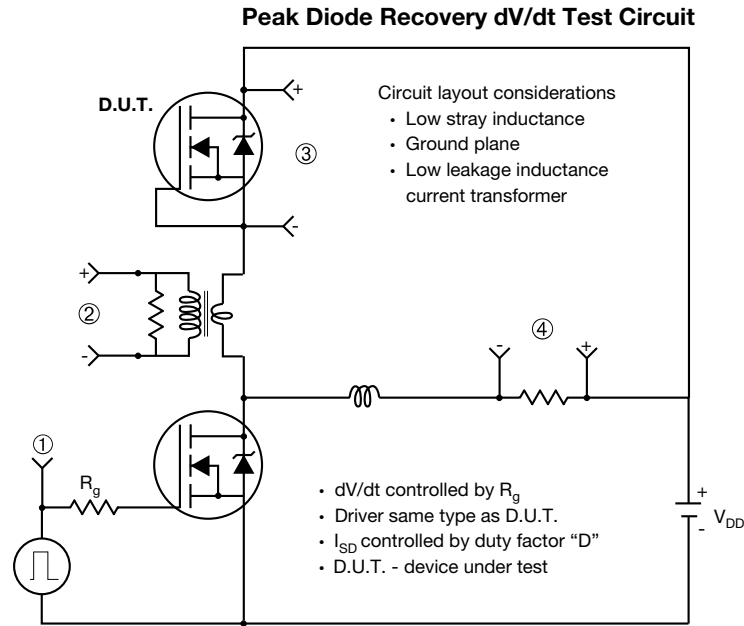 Peak Diode Recovery dV/dt Test Circuit
D.U.T.
+
Circuit layout considerations
• Low stray inductance
• Ground plane
• Low leakage inductance
current transformer
③
-
+
②
-
-
④
+
①
Rg
• dV/dt controlled by Rg
• Driver same type as D.U.T.
• ISD controlled by duty factor “D”
• D.U.T. - device under test
+
VDD
-